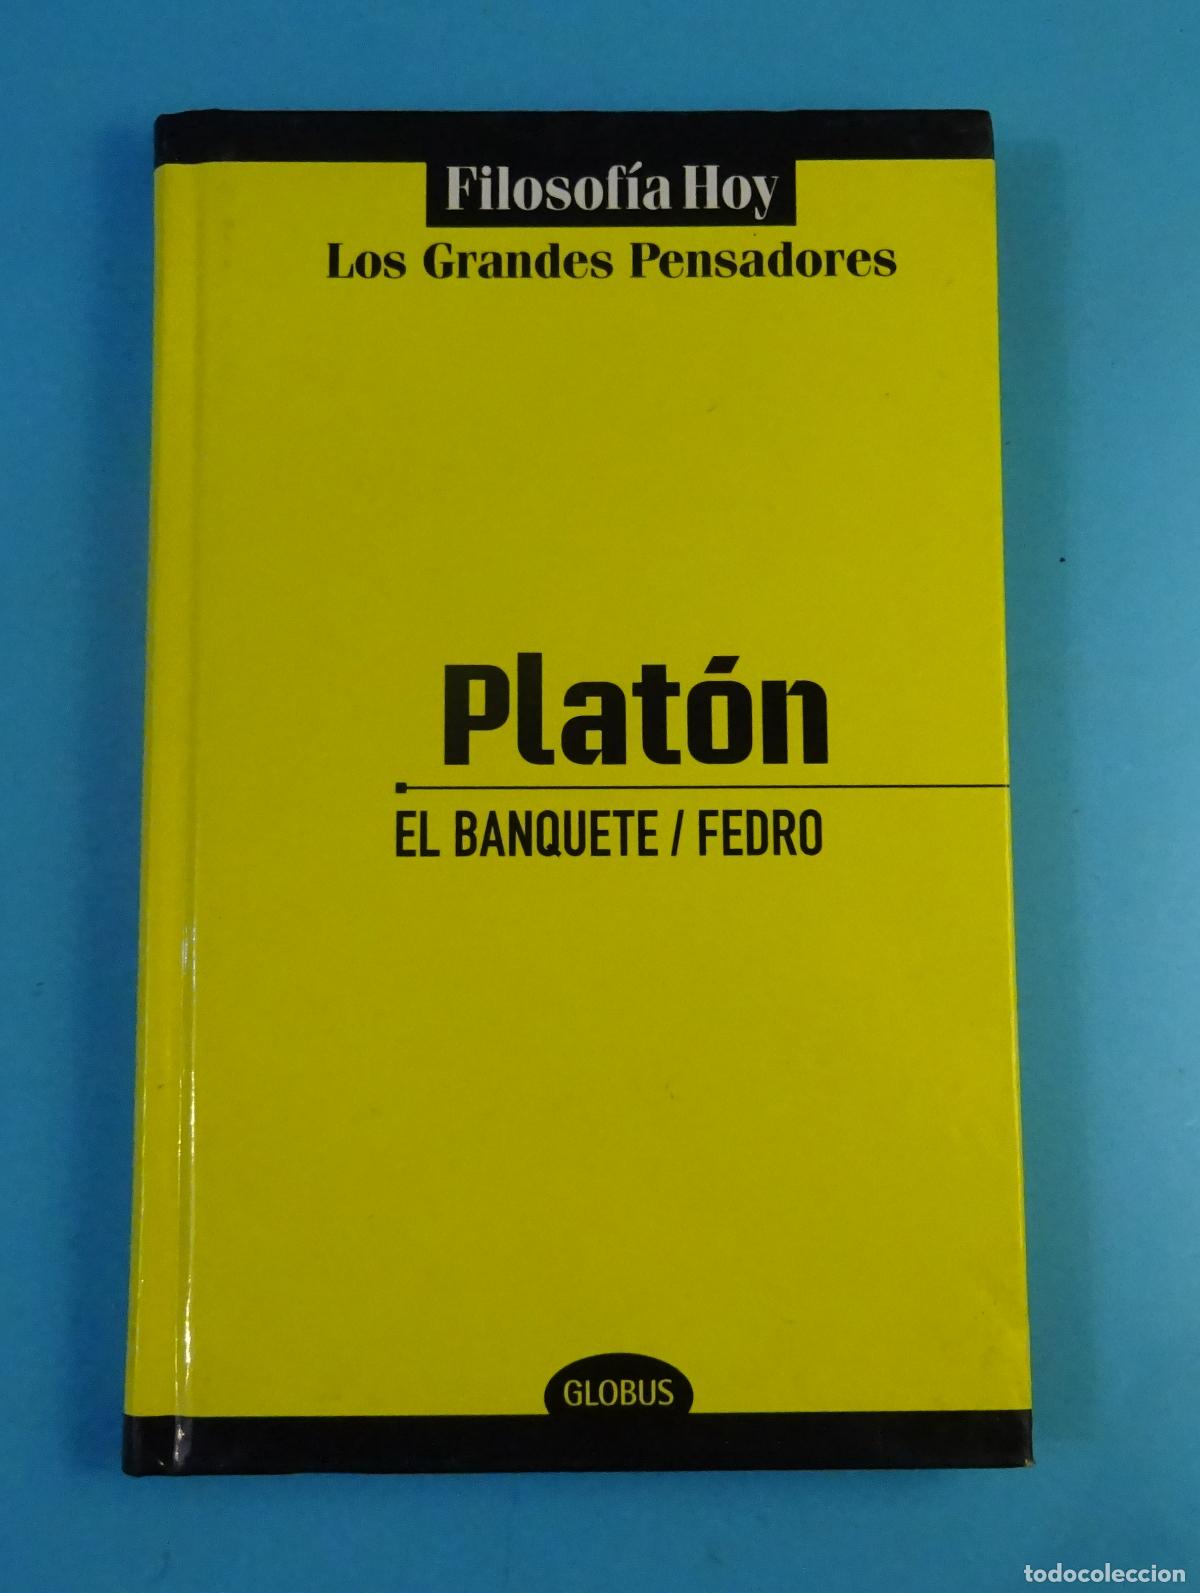 Filosofía Hoy
Los Grandes Pensadores
Platón
EL BANQUETE / FEDRO
GLOBUS
todocoleccion